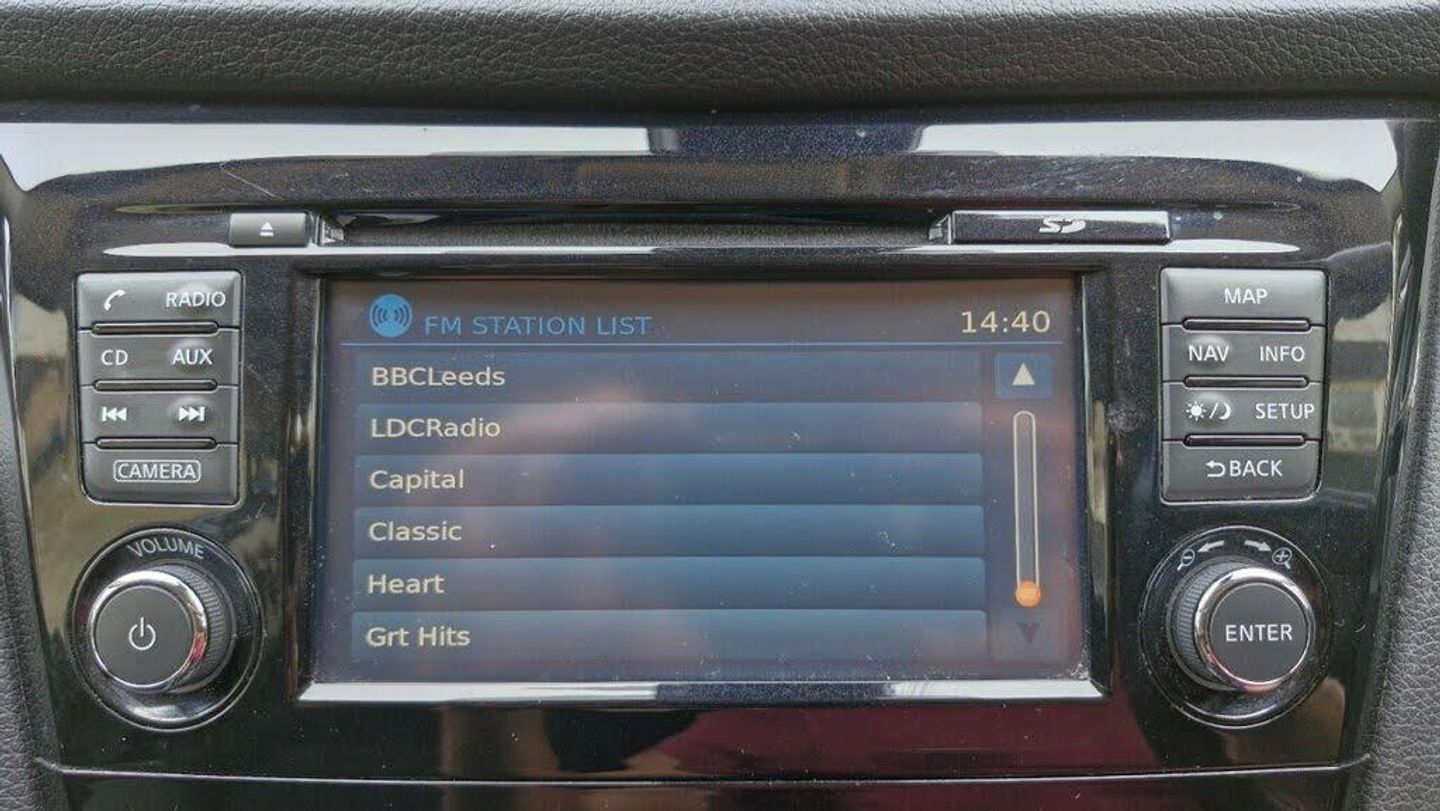 SD
RADIO
CD AUX
CAMERA
VOLUME
FM STATION LIST 14:40
BBCLeeds
LDCRadio
Capital
Classic
Heart
Grt Hits
MAP
NAV INFO
SETUP
BACK
ENTER